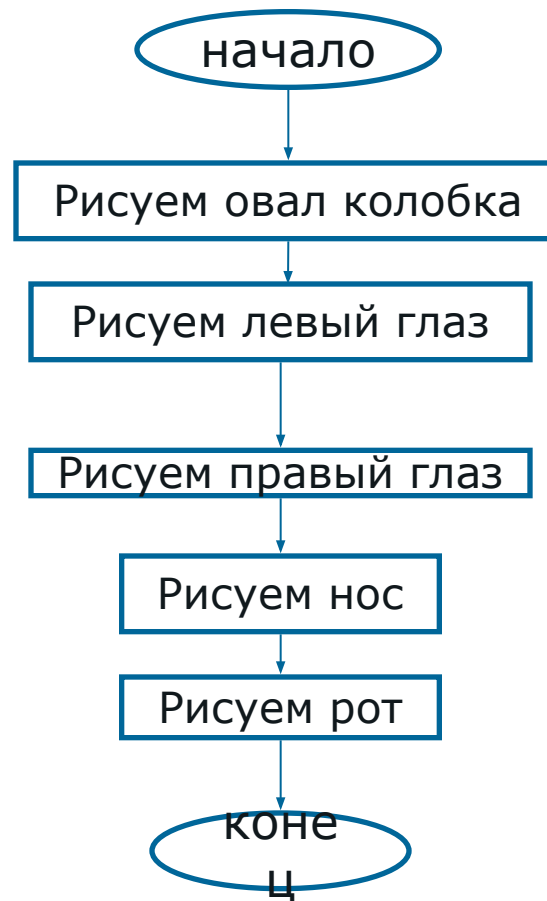 начало
Рисуем овал колобка
Рисуем левый глаз
Рисуем правый глаз
Рисуем нос
Рисуем рот
коне
ц